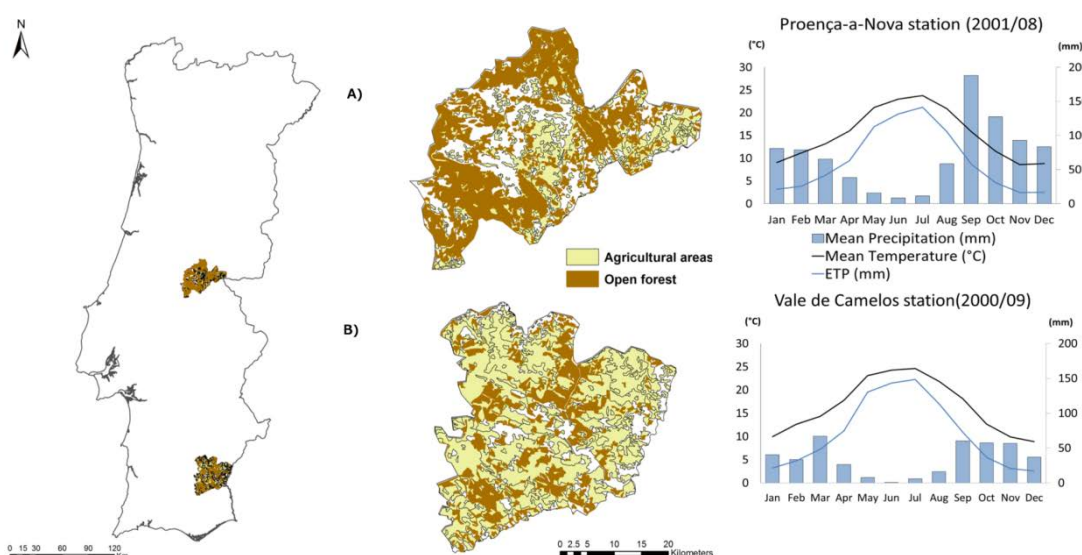 N
0 15 30 60 90 120
A)
B)
Agricultural areas
Open forest
0 2.5 5 10 15 20
Kilometers
Proença-a-Nova station (2001/08)
(°C) (mm)
30 20
25 15
20
15 10
10
5 50
0 0
Jan Feb Mar Apr May Jun Jul Aug Sep Oct Nov Dec
Mean Precipitation (mm)
Mean Temperature (°C)
ETP (mm)
Vale de Camelos station(2000/09)
(°C) (mm)
30 200
25 150
20
15 100
10
5 50
0 0
Jan Feb Mar Apr May Jun Jul Aug Sep Oct Nov Dec